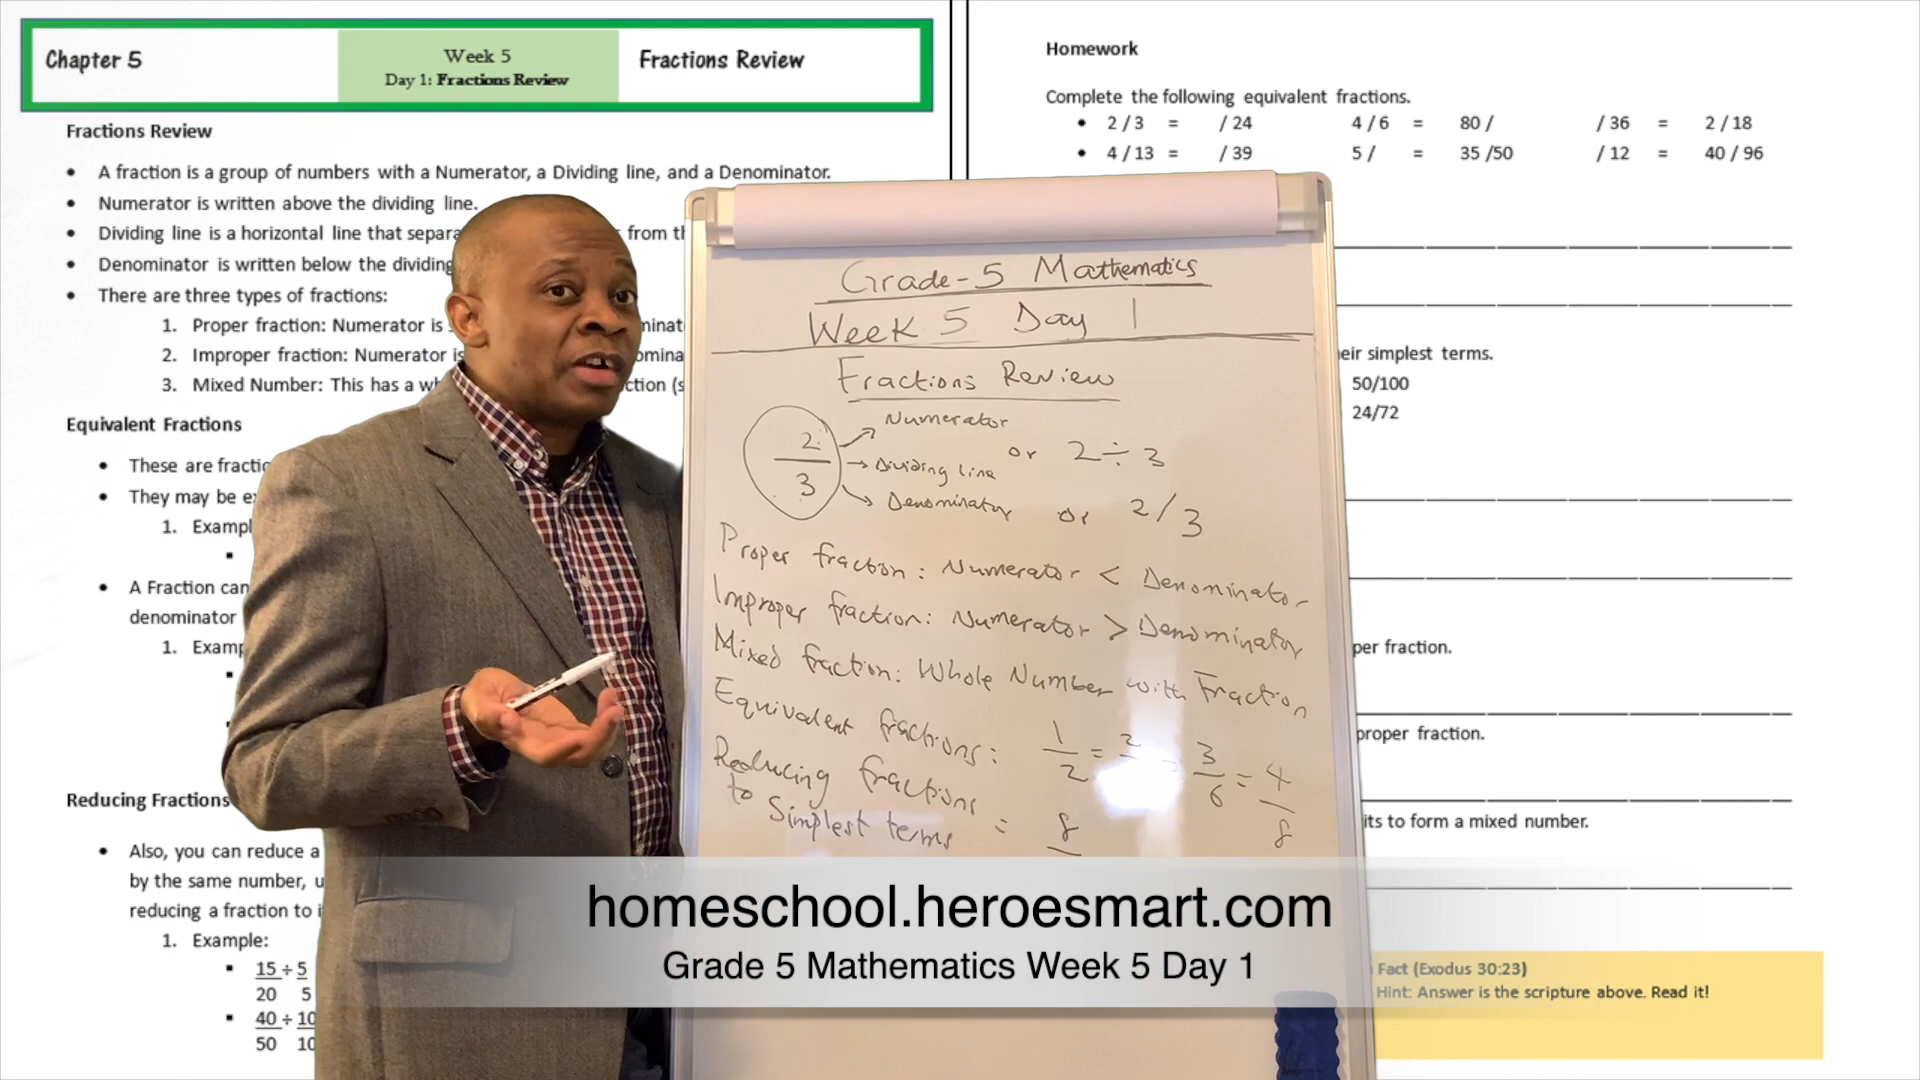 Chapter 5
Week 5
Day 1: Fractions Review
Fractions Review
Fractions Review
• A fraction is a group of numbers with a Numerator, a Dividing line, and a Denominator.
• Numerator is written above the dividing line.
• Dividing line is a horizontal line that from
• Denominator is written below the dividing
• There are three types of fractions:
1. Proper fraction: Numerator is
2. Improper fraction: Numerator is
3. Mixed Number: This has a
Equivalent Fractions
• These are
• They may be
1.
• A Fraction can
denominator
1.
Reducing Fractions
• Also, you can reduce a
by the same number,
reducing a fraction to
1. Example:
15 ÷ 5
20 5
40 ÷ 10
50 10
Homework
Complete the following equivalent fractions.
• 2 / 3 = / 24 4 / 6 = 80 / / 36 = 2 / 18
• 4 / 13 = / 39 5 / = 35 /50 / 12 = 40 / 96
simplest terms.
50/100
24/72
fraction.
fraction.
to form a mixed number.
Fact (Exodus 30:23)
Hint: Answer is the scripture above. Read it!
Grade-5 Mathematics
Week 5 Day 1
Fractions Review
2 Numerator
Dividing line or 2 ÷ 3
3 Denominator or 2/3
Proper fraction: Numerator < Denominator
Improper fraction: Numerator > Denominator
Mixed fraction: Whole Number with Fraction
Equivalent fractions: 1/2 = 2 3/6 = 4/8
Reducing fractions
to Simplest terms = 8
homeschool.heroesmart.com
Grade 5 Mathematics Week 5 Day 1